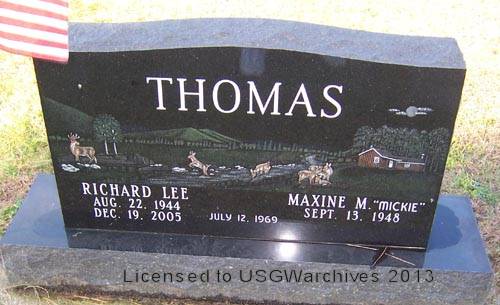 THOMAS
RICHARD LEE
AUG. 22. 1944
DEC. 19. 2005
JULY 12, 1969
MAXINE M. "MICKIE"
SEPT. 13. 1948
Licensed to USGWarchives 2013